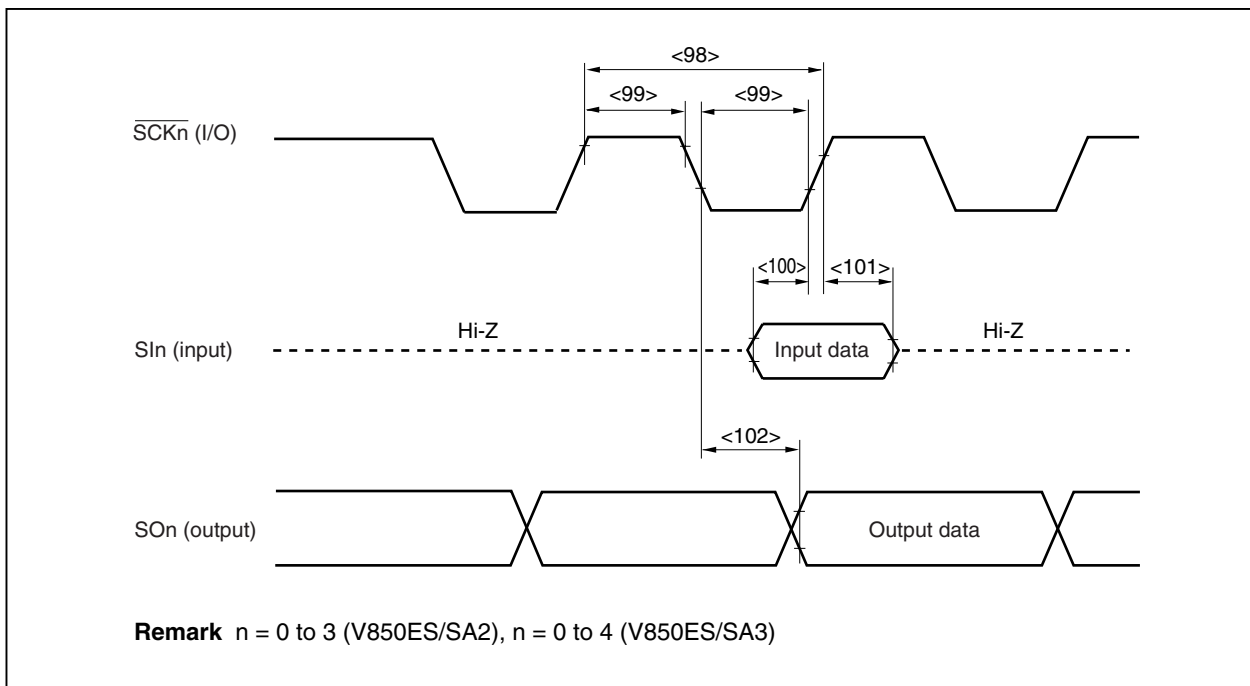 <98>
<99> <99>
SCKn (I/O)
<100> <101>
Hi-Z Hi-Z
SIn (input) Input data
<102>
SOn (output) Output data
Remark n = 0 to 3 (V850ES/SA2), n = 0 to 4 (V850ES/SA3)